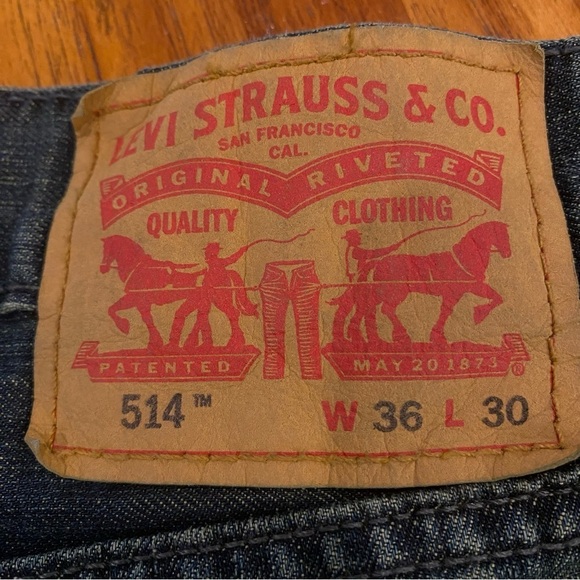 LEVI STRAUSS & CO.
SAN FRANCISCO
CAL.
ORIGINAL RIVETED
QUALITY CLOTHING
PATENTED MAY 20 1873 ®
514™ W 36 L 30